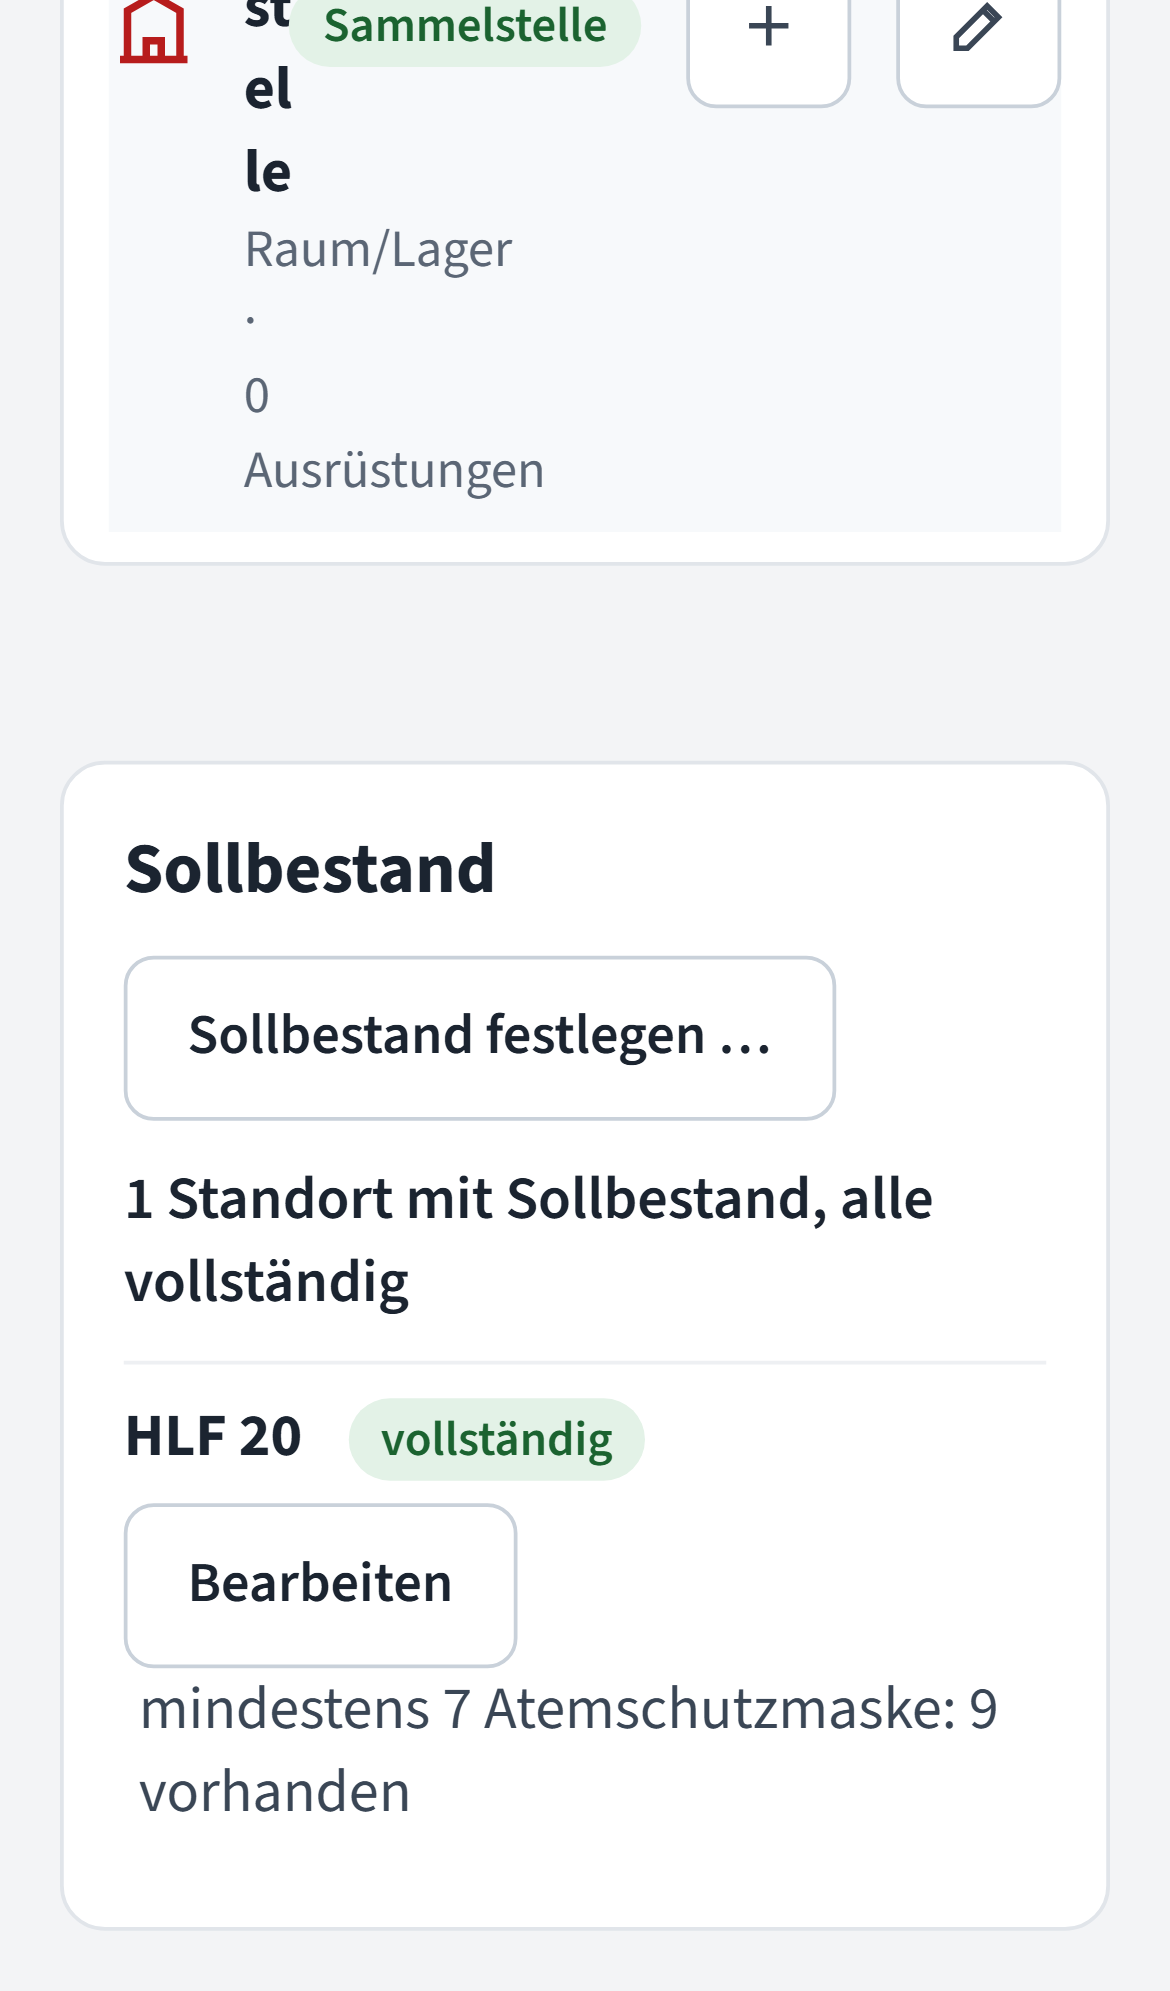 st
Sammelstelle
el
le
Raum/Lager
·
0
Ausrüstungen
Sollbestand
Sollbestand festlegen …
1 Standort mit Sollbestand, alle
vollständig
HLF 20 vollständig
Bearbeiten
mindestens 7 Atemschutzmaske: 9
vorhanden